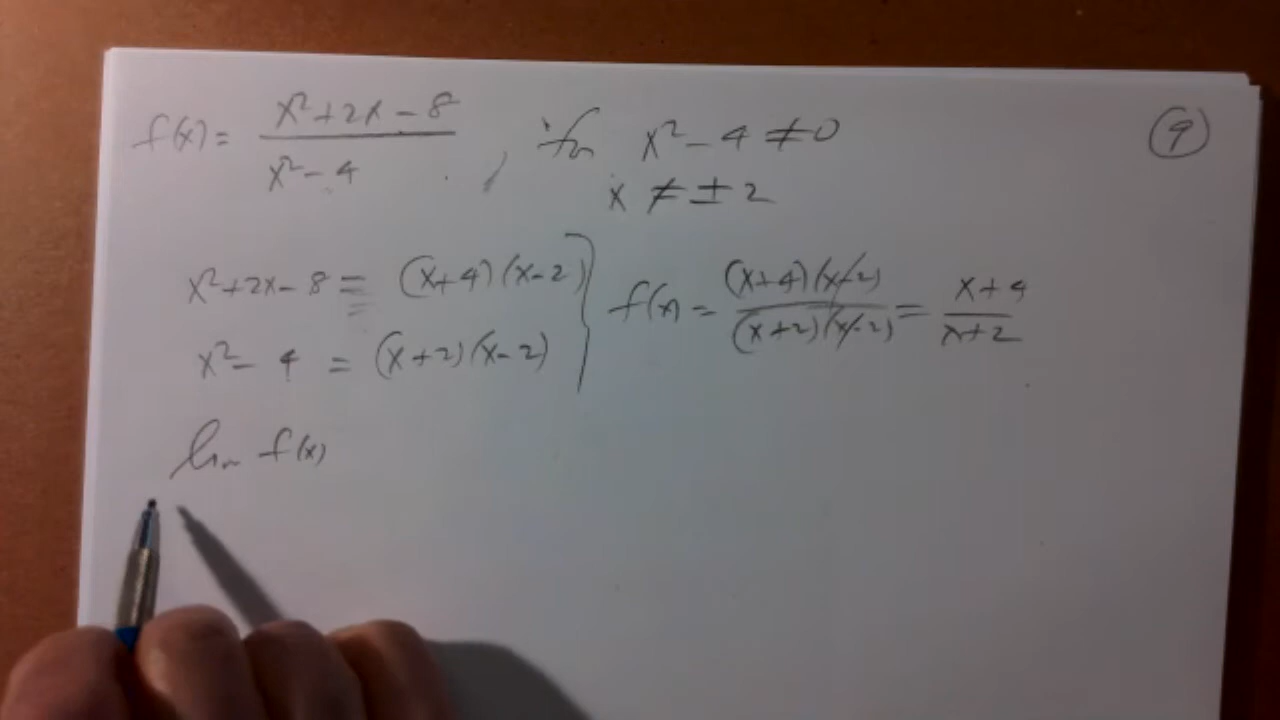 f(x) = x²+2x-8 / x²-4 , for x²-4 ≠ 0
x ≠ ±2
9
x²+2x-8 = (x+4)(x-2)
x²-4 = (x+2)(x-2)
} f(x) = (x+4)(x-2) / (x+2)(x-2) = x+4 / x+2
lim f(x)